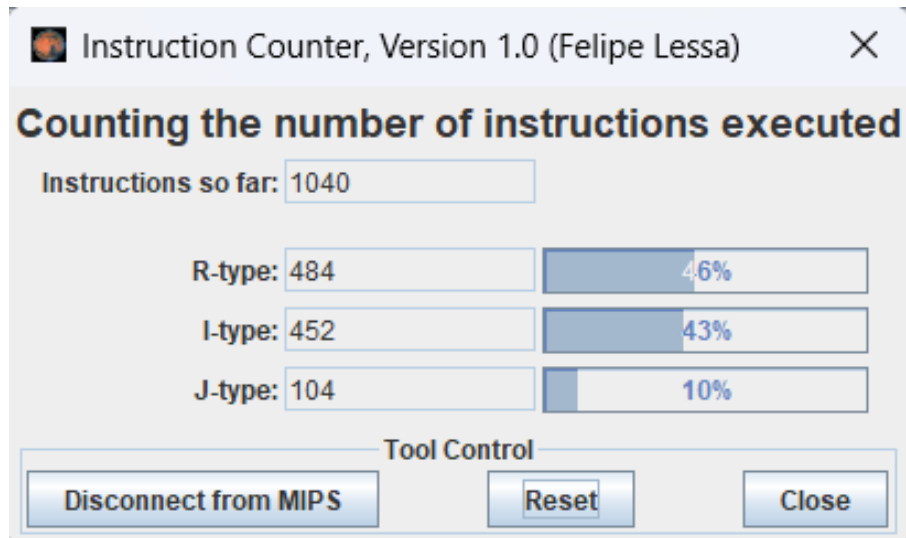 Instruction Counter, Version 1.0 (Felipe Lessa)
Counting the number of instructions executed
Instructions so far: 1040
R-type: 484 46%
I-type: 452 43%
J-type: 104 10%
Tool Control
Disconnect from MIPS Reset Close